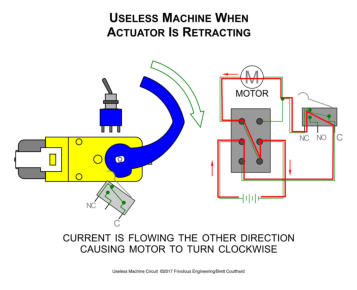 USELESS MACHINE WHEN
ACTUATOR IS RETRACTING
M
MOTOR
NC
NO
C
NC
C
CURRENT IS FLOWING THE OTHER DIRECTION
CAUSING MOTOR TO TURN CLOCKWISE
Useless Machine Circuit ©2017 Frivolous Engineering/Brett Coulthard